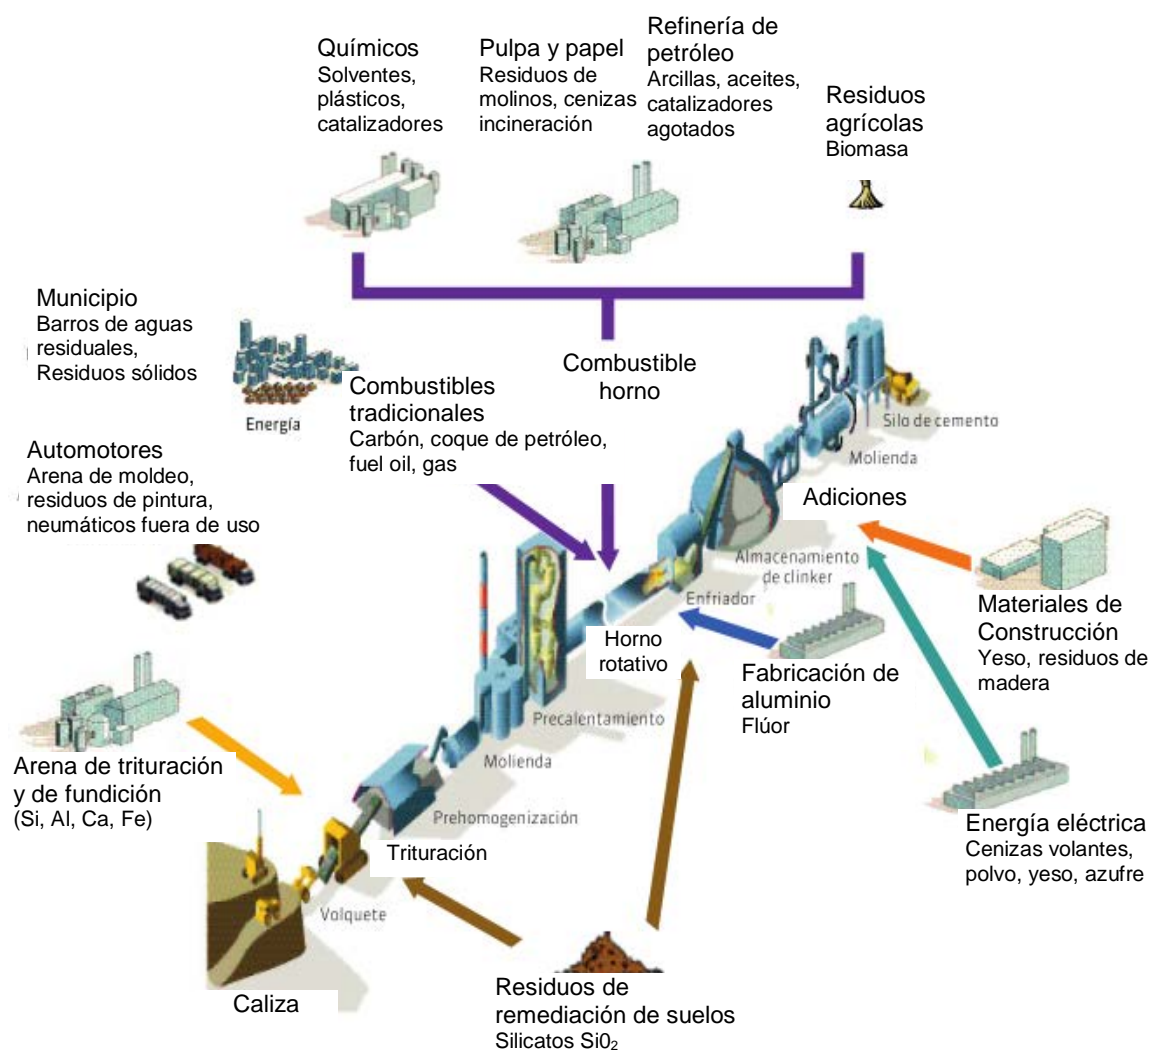 Químicos
Solventes,
plásticos,
catalizadores
Pulpa y papel
Residuos de
molinos, cenizas
incineración
Refinería de
petróleo
Arcillas, aceites,
catalizadores
agotados
Residuos
agrícolas
Biomasa
Municipio
Barros de aguas
residuales,
Residuos sólidos
Energía
Combustibles
tradicionales
Carbón, coque de petróleo,
fuel oil, gas
Combustible
horno
Silo de cemento
Molienda
Adiciones
Automotores
Arena de moldeo,
residuos de pintura,
neumáticos fuera de uso
Almacenamiento
de clínker
Enfriador
Materiales de
Construcción
Yeso, residuos de
madera
Horno
rotativo
Fabricación de
aluminio
Flúor
Precalentamiento
Molienda
Arena de trituración
y de fundición
(Si, Al, Ca, Fe)
Prehomogenización
Trituración
Energía eléctrica
Cenizas volantes,
polvo, yeso, azufre
Volquete
Caliza
Residuos de
remediación de suelos
Silicatos Si0₂